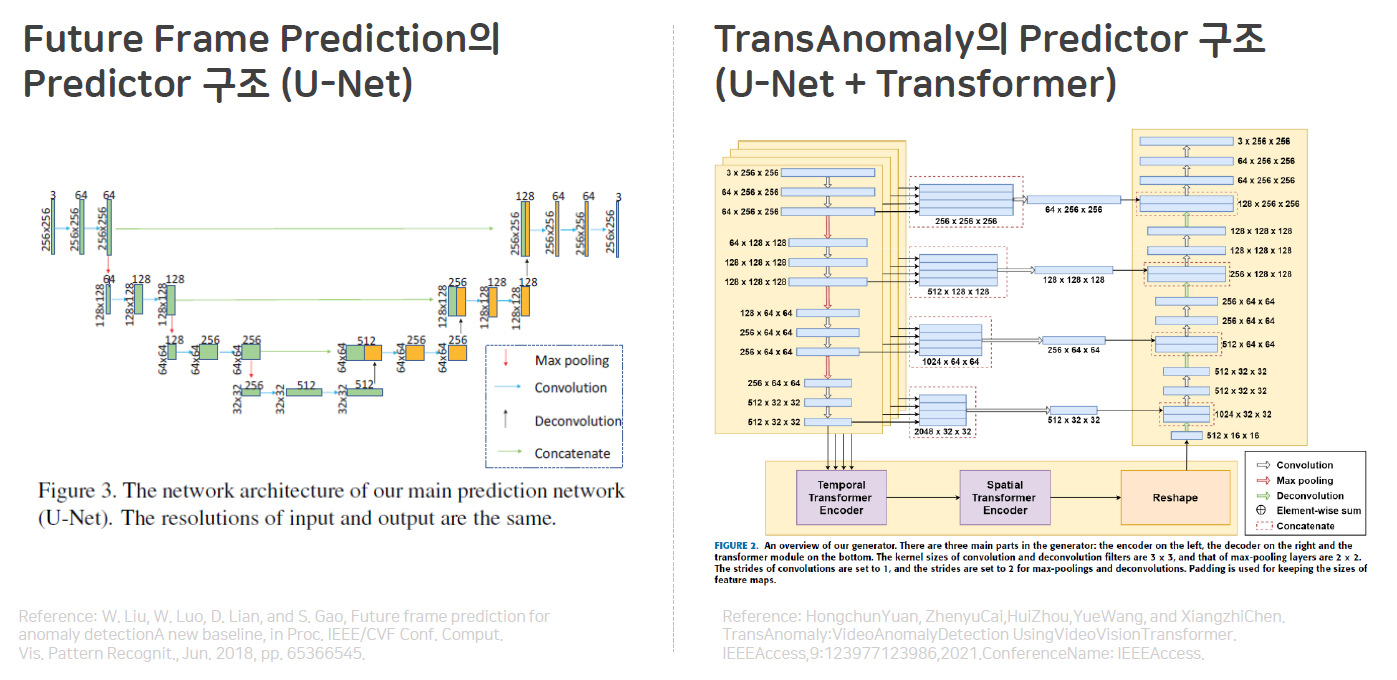 Future Frame Prediction의
Predictor 구조 (U-Net)
3
64
64
256x256
256x256
256x256
128
64
64
3
256x256
256x256
256x256
256x256
64
128
128
128x128
128x128
128x128
256
128
128
128x128
128x128
128x128
128
256
256
64x64
64x64
64x64
512
256
256
64x64
64x64
64x64
256
512
512
32x32
32x32
32x32
Max pooling
Convolution
Deconvolution
Concatenate
Figure 3. The network architecture of our main prediction network
(U-Net). The resolutions of input and output are the same.
Reference: W. Liu, W. Luo, D. Lian, and S. Gao, Future frame prediction for
anomaly detectionA new baseline, in Proc. IEEE/CVF Conf. Comput.
Vis. Pattern Recognit., Jun. 2018, pp. 65366545.
TransAnomaly의 Predictor 구조
(U-Net + Transformer)
3 x 256 x 256
64 x 256 x 256
64 x 256 x 256
64 x 128 x 128
128 x 128 x 128
128 x 128 x 128
128 x 64 x 64
256 x 64 x 64
256 x 64 x 64
256 x 64 x 64
512 x 32 x 32
512 x 32 x 32
256 x 256 x 256
512 x 128 x 128
1024 x 64 x 64
2048 x 32 x 32
64 x 256 x 256
128 x 128 x 128
256 x 64 x 64
512 x 32 x 32
3 x 256 x 256
64 x 256 x 256
64 x 256 x 256
128 x 256 x 256
128 x 128 x 128
128 x 128 x 128
256 x 128 x 128
256 x 64 x 64
256 x 64 x 64
512 x 64 x 64
512 x 32 x 32
512 x 32 x 32
1024 x 32 x 32
512 x 16 x 16
Temporal
Transformer
Encoder
Spatial
Transformer
Encoder
Reshape
Convolution
Max pooling
Deconvolution
Element-wise sum
Concatenate
FIGURE 2. An overview of our generator. There are three main parts in the generator: the encoder on the left, the decoder on the right and the
transformer module on the bottom. The kernel sizes of convolution and deconvolution filters are 3 × 3, and that of max-pooling layers are 2 × 2.
The strides of convolutions are set to 1, and the strides are set to 2 for max-poolings and deconvolutions. Padding is used for keeping the sizes of
feature maps.
Reference: HongchunYuan, ZhenyuCai,HuiZhou,YueWang, and XiangzhiChen.
TransAnomaly:VideoAnomalyDetection UsingVideoVisionTransformer.
IEEEAccess,9:123977123986,2021.ConferenceName: IEEEAccess.